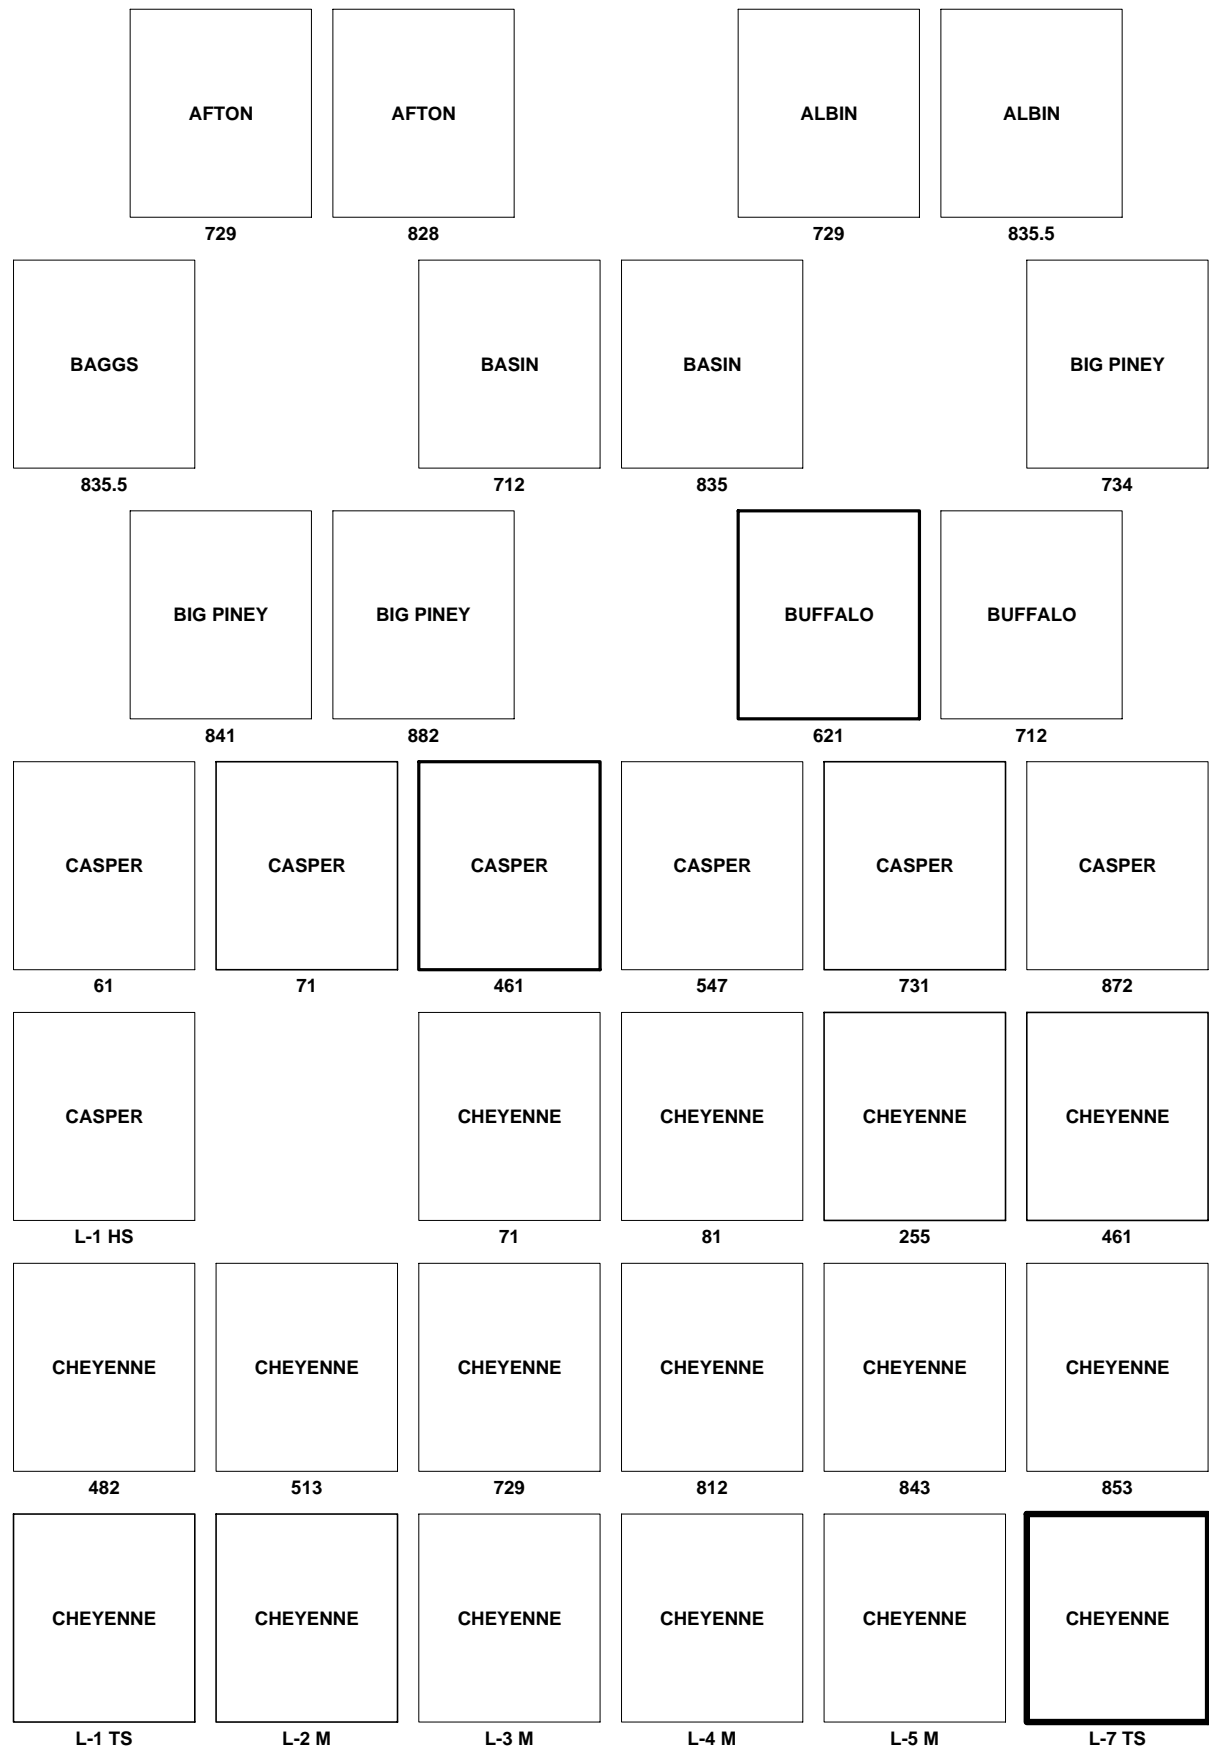 AFTON AFTON ALBIN ALBIN
729 828 729 835.5
BAGGS BASIN BASIN BIG PINEY
835.5 712 835 734
BIG PINEY BIG PINEY BUFFALO BUFFALO
841 882 621 712
CASPER CASPER CASPER CASPER CASPER CASPER
61 71 461 547 731 872
CASPER CHEYENNE CHEYENNE CHEYENNE CHEYENNE
L-1 HS 71 81 255 461
CHEYENNE CHEYENNE CHEYENNE CHEYENNE CHEYENNE CHEYENNE
482 513 729 812 843 853
CHEYENNE CHEYENNE CHEYENNE CHEYENNE CHEYENNE CHEYENNE
L-1 TS L-2 M L-3 M L-4 M L-5 M L-7 TS